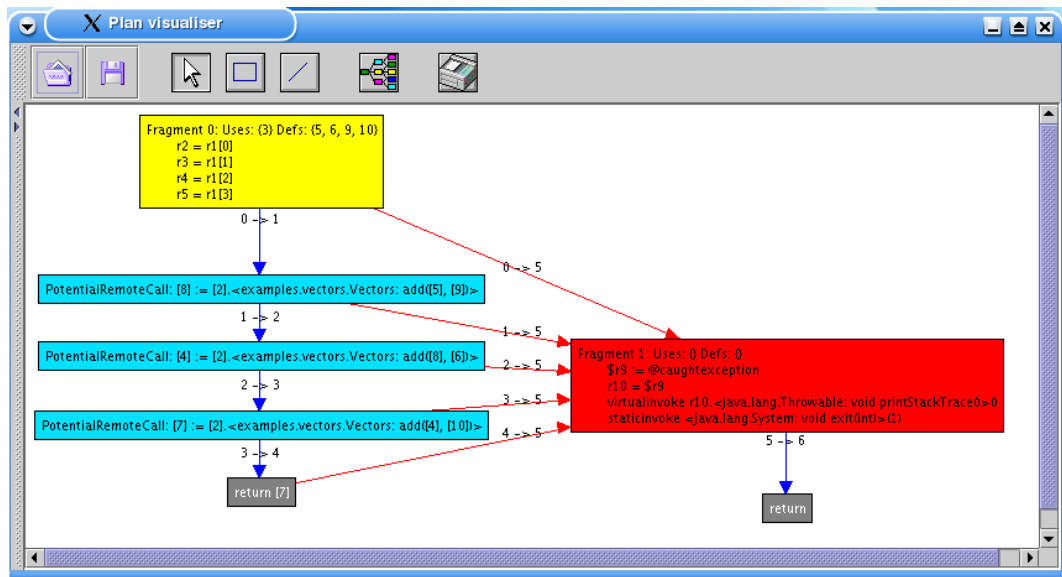 Plan visualiser
Fragment 0: Uses: {3} Defs: {5, 6, 9, 10}
r2 = r1[0]
r3 = r1[1]
r4 = r1[2]
r5 = r1[3]
0 -> 1
0 -> 5
PotentialRemoteCall: [8] := [2].<examples.vectors.Vectors: add([5], [9])>
1 -> 2
1 -> 5
PotentialRemoteCall: [4] := [2].<examples.vectors.Vectors: add([8], [6])>
2 -> 5
Fragment 1: Uses: {} Defs: {}
$r9 := @caughtexception
r10 = $r9
virtualinvoke r10.<java.lang.Throwable: void printStackTrace()>()
staticinvoke <java.lang.System: void exit(int)>(1)
2 -> 3
3 -> 5
PotentialRemoteCall: [7] := [2].<examples.vectors.Vectors: add([4], [10])>
4 -> 5
3 -> 4
5 -> 6
return [7]
return